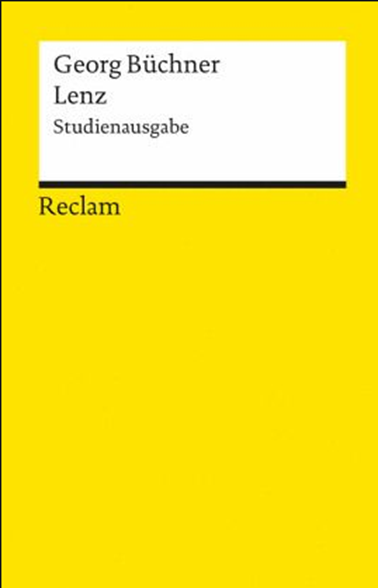 Georg Büchner
Lenz
Studienausgabe
Reclam